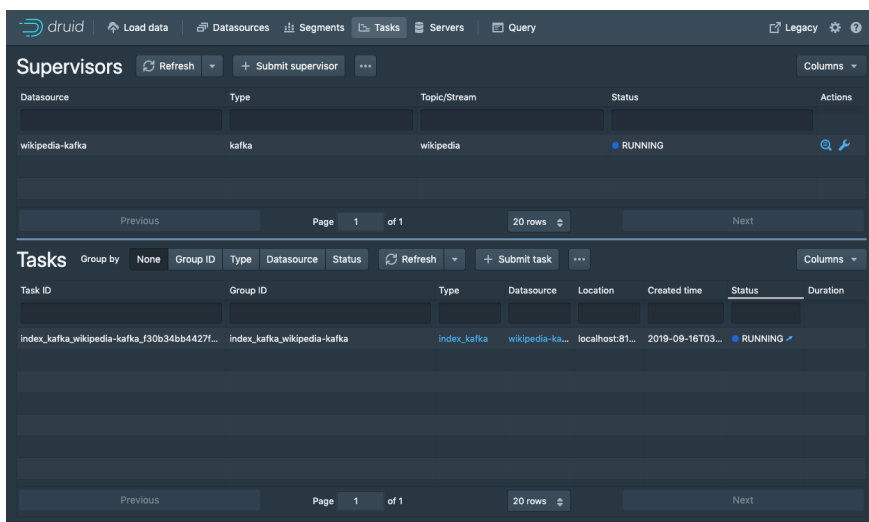 druid Load data Datasources Segments Tasks Servers Query Legacy
Supervisors Refresh + Submit supervisor ••• Columns
Datasource Type Topic/Stream Status Actions
wikipedia-kafka kafka wikipedia RUNNING
Previous Page 1 of 1 20 rows Next
Tasks Group by None Group ID Type Datasource Status Refresh + Submit task ••• Columns
Task ID Group ID Type Datasource Location Created time Status Duration
index_kafka_wikipedia-kafka_f30b34bb4427f... index_kafka_wikipedia-kafka index_kafka wikipedia-ka... localhost:81... 2019-09-16T03... RUNNING
Previous Page 1 of 1 20 rows Next